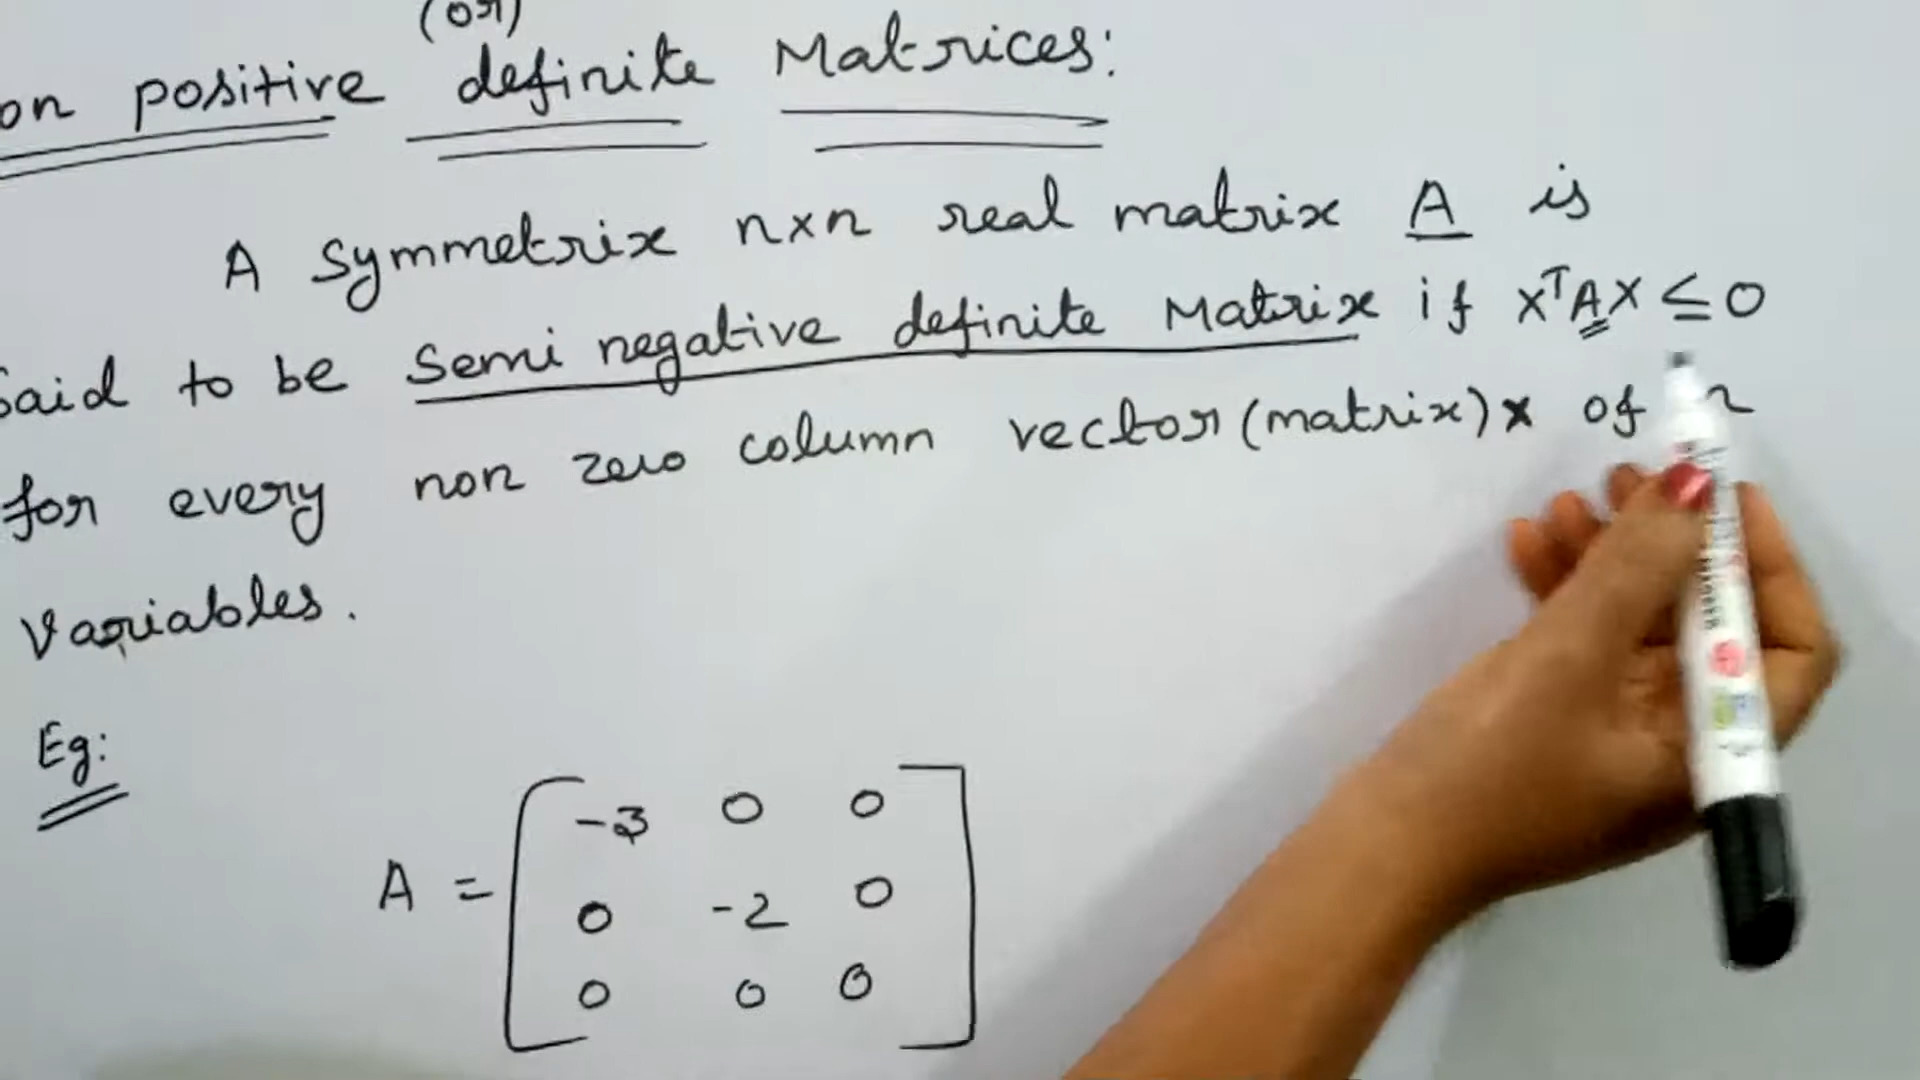 (or)
on positive definite Matrices:
A Symmetrix n×n real matrix A is
Said to be Semi negative definite Matrix if XᵀAX ≤ 0
for every non zero column vector (matrix) x of
Variables.
Eg:
A = [ -3 0 0
0 -2 0
0 0 0 ]